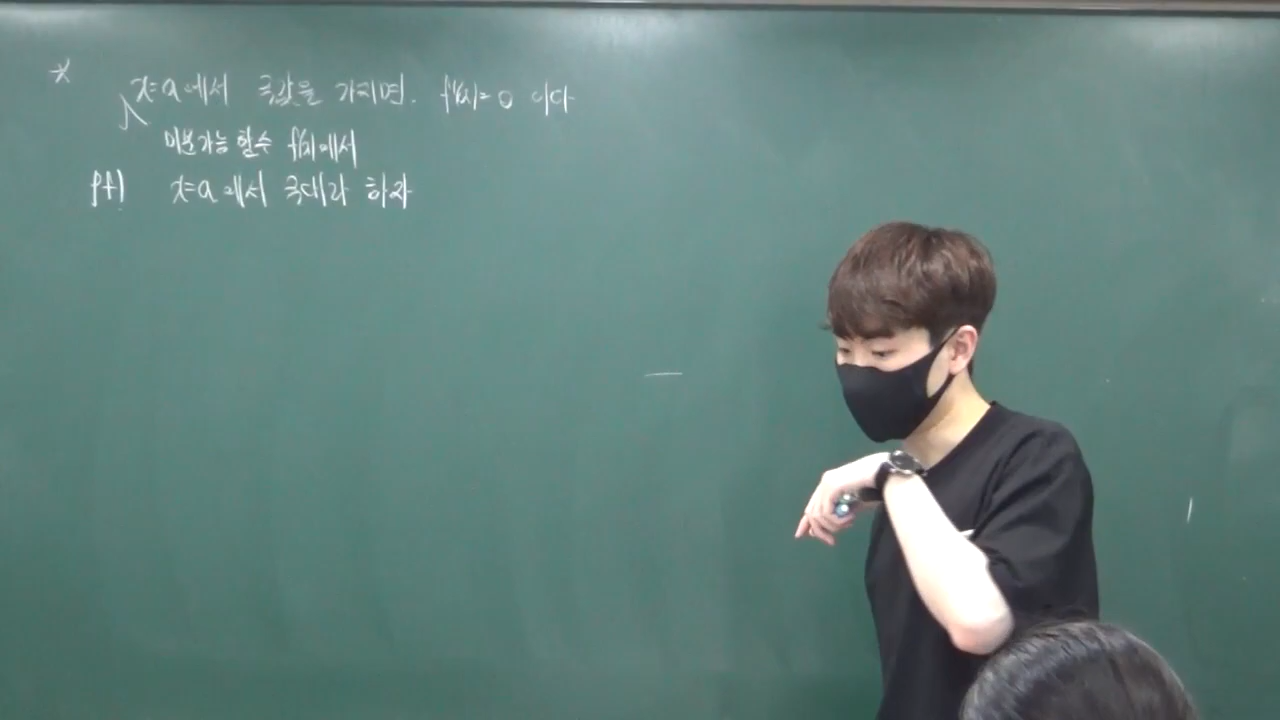 * x=a에서 극값을 가지면. f'(a)=0 이다
미분가능 함수 f(x)에서
pf) x=a에서 극대라 하자